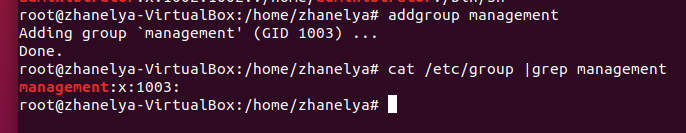 root@zhanelya-VirtualBox:/home/zhanelya# addgroup management
Adding group `management' (GID 1003) ...
Done.
root@zhanelya-VirtualBox:/home/zhanelya# cat /etc/group |grep management
management:x:1003:
root@zhanelya-VirtualBox:/home/zhanelya#